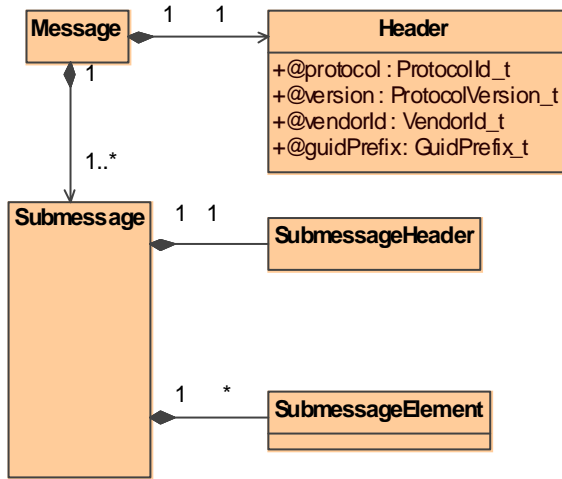 Message
1 1
Header
+@protocol : ProtocolId_t
+@version : ProtocolVersion_t
+@vendorId : VendorId_t
+@guidPrefix: GuidPrefix_t
1
1..*
Submessage
1 1
SubmessageHeader
1 *
SubmessageElement